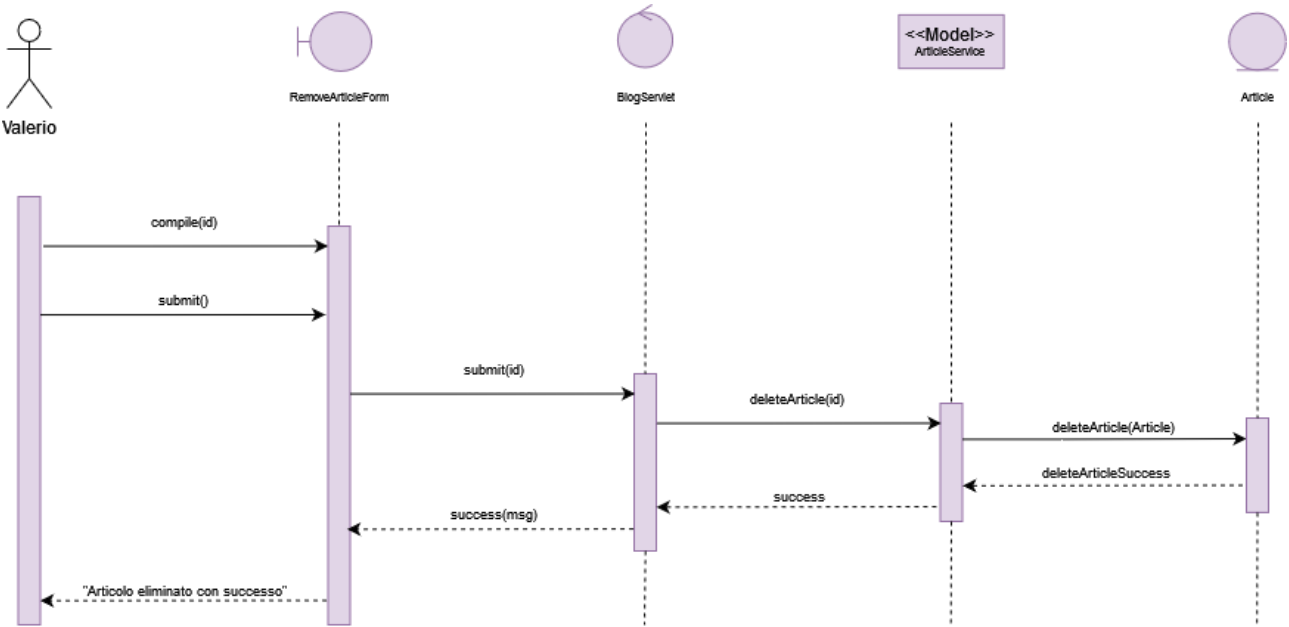 <<Model>>
ArticleService
RemoveArticleForm
BlogServlet
Article
Valerio
compile(id)
submit()
submit(id)
deleteArticle(id)
deleteArticle(Article)
deleteArticleSuccess
success
success(msg)
"Articolo eliminato con successo"